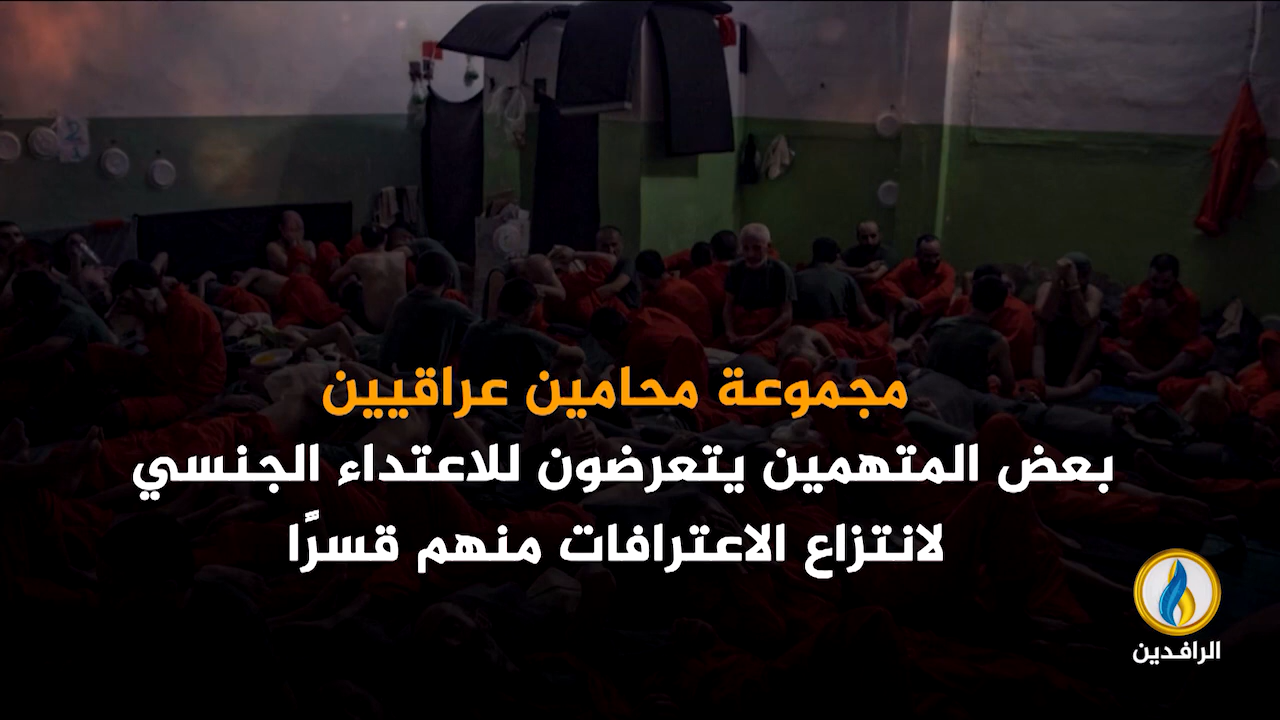 مجموعة محامين عراقيين
بعض المتهمين يتعرضون للاعتداء الجنسي
لانتزاع الاعترافات منهم قسرًا
الرافدين